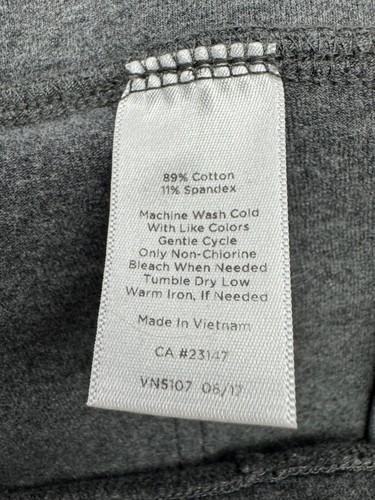 89% Cotton
11% Spandex
Machine Wash Cold
With Like Colors
Gentle Cycle
Only Non-Chlorine
Bleach When Needed
Tumble Dry Low
Warm Iron, If Needed
Made In Vietnam
CA #23147
VN5107 06/17